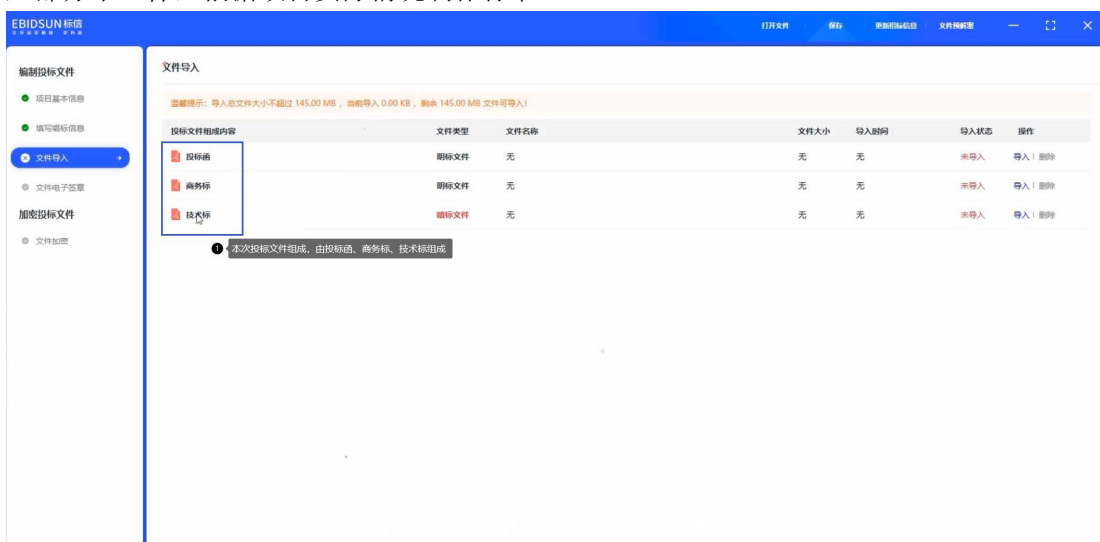 EBIDSUN标信
打开文件 保存 更新招标信息 文件预解密
编制投标文件
项目基本信息
填写唱标信息
文件导入
文件电子签章
加密投标文件
文件加密
文件导入
温馨提示：导入总文件大小不超过 145.00 MB ，当前导入 0.00 KB ，剩余 145.00 MB 文件可导入！
投标文件组成内容 文件类型 文件名称 文件大小 导入时间 导入状态 操作
投标函 明标文件 无 无 无 未导入 导入 | 删除
商务标 明标文件 无 无 无 未导入 导入 | 删除
技术标 暗标文件 无 无 无 未导入 导入 | 删除
1 本次投标文件组成，由投标函、商务标、技术标组成